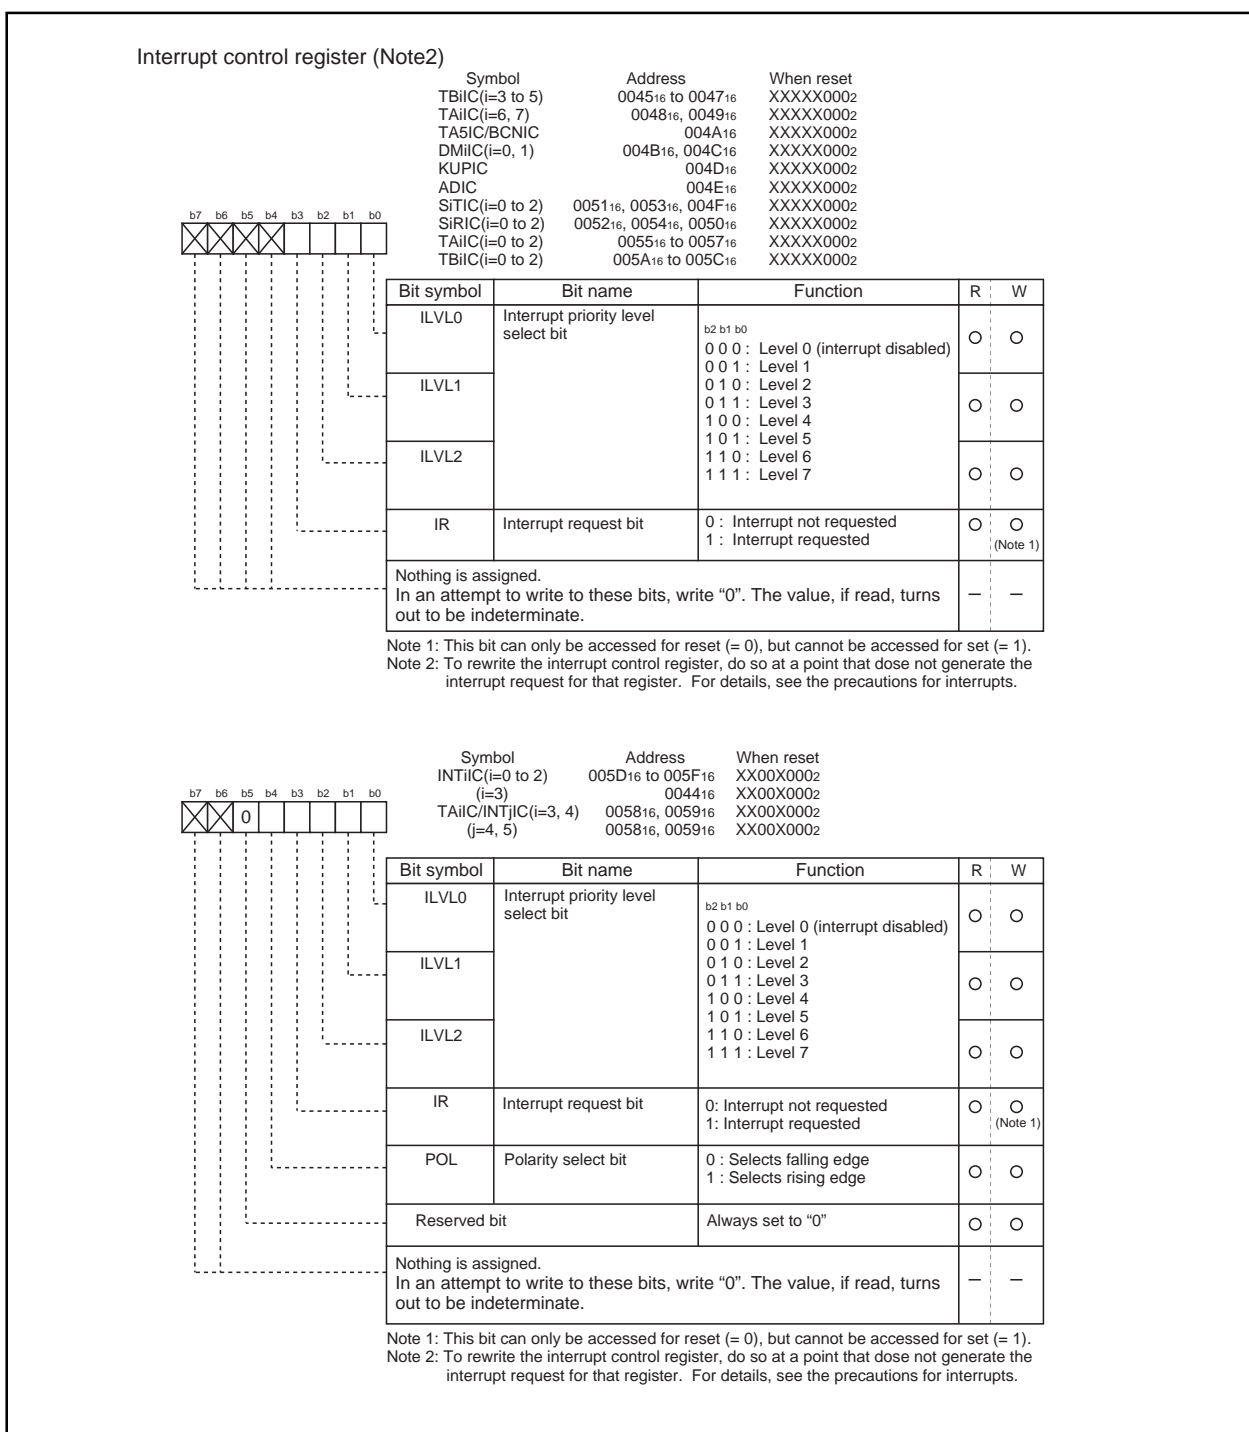 Interrupt control register (Note2)
Symbol Address When reset
TBiIC(i=3 to 5) 004516 to 004716 XXXXX0002
TAiIC(i=6, 7) 004816, 004916 XXXXX0002
TA5IC/BCNIC 004A16 XXXXX0002
DMiIC(i=0, 1) 004B16, 004C16 XXXXX0002
KUPIC 004D16 XXXXX0002
ADIC 004E16 XXXXX0002
SiTIC(i=0 to 2) 005116, 005316, 004F16 XXXXX0002
SiRIC(i=0 to 2) 005216, 005416, 005016 XXXXX0002
TAiIC(i=0 to 2) 005516 to 005716 XXXXX0002
TBiIC(i=0 to 2) 005A16 to 005C16 XXXXX0002
b7 b6 b5 b4 b3 b2 b1 b0
Bit symbol Bit name Function R W
ILVL0 Interrupt priority level
select bit
b2 b1 b0
0 0 0 : Level 0 (interrupt disabled)
0 0 1 : Level 1
ILVL1 0 1 0 : Level 2
0 1 1 : Level 3
1 0 0 : Level 4
1 0 1 : Level 5
ILVL2 1 1 0 : Level 6
1 1 1 : Level 7
IR Interrupt request bit 0 : Interrupt not requested
1 : Interrupt requested
(Note 1)
Nothing is assigned.
In an attempt to write to these bits, write “0”. The value, if read, turns
out to be indeterminate. – –
Note 1: This bit can only be accessed for reset (= 0), but cannot be accessed for set (= 1).
Note 2: To rewrite the interrupt control register, do so at a point that dose not generate the
interrupt request for that register. For details, see the precautions for interrupts.
Symbol Address When reset
INTiIC(i=0 to 2) 005D16 to 005F16 XX00X0002
(i=3) 004416 XX00X0002
TAiIC/INTjIC(i=3, 4) 005816, 005916 XX00X0002
(j=4, 5) 005816, 005916 XX00X0002
b7 b6 b5 b4 b3 b2 b1 b0
0
Bit symbol Bit name Function R W
ILVL0 Interrupt priority level
select bit
b2 b1 b0
0 0 0 : Level 0 (interrupt disabled)
0 0 1 : Level 1
ILVL1 0 1 0 : Level 2
0 1 1 : Level 3
1 0 0 : Level 4
1 0 1 : Level 5
ILVL2 1 1 0 : Level 6
1 1 1 : Level 7
IR Interrupt request bit 0: Interrupt not requested
1: Interrupt requested
(Note 1)
POL Polarity select bit 0 : Selects falling edge
1 : Selects rising edge
Reserved bit Always set to “0”
Nothing is assigned.
In an attempt to write to these bits, write “0”. The value, if read, turns
out to be indeterminate. – –
Note 1: This bit can only be accessed for reset (= 0), but cannot be accessed for set (= 1).
Note 2: To rewrite the interrupt control register, do so at a point that dose not generate the
interrupt request for that register. For details, see the precautions for interrupts.